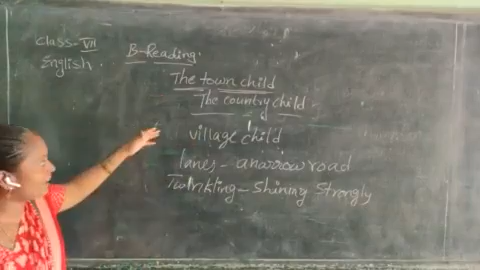 class-VII
English.
B-Reading.
The town child
The country child.
village child
lanes - a narrow road
Twinkling - Shining Strongly